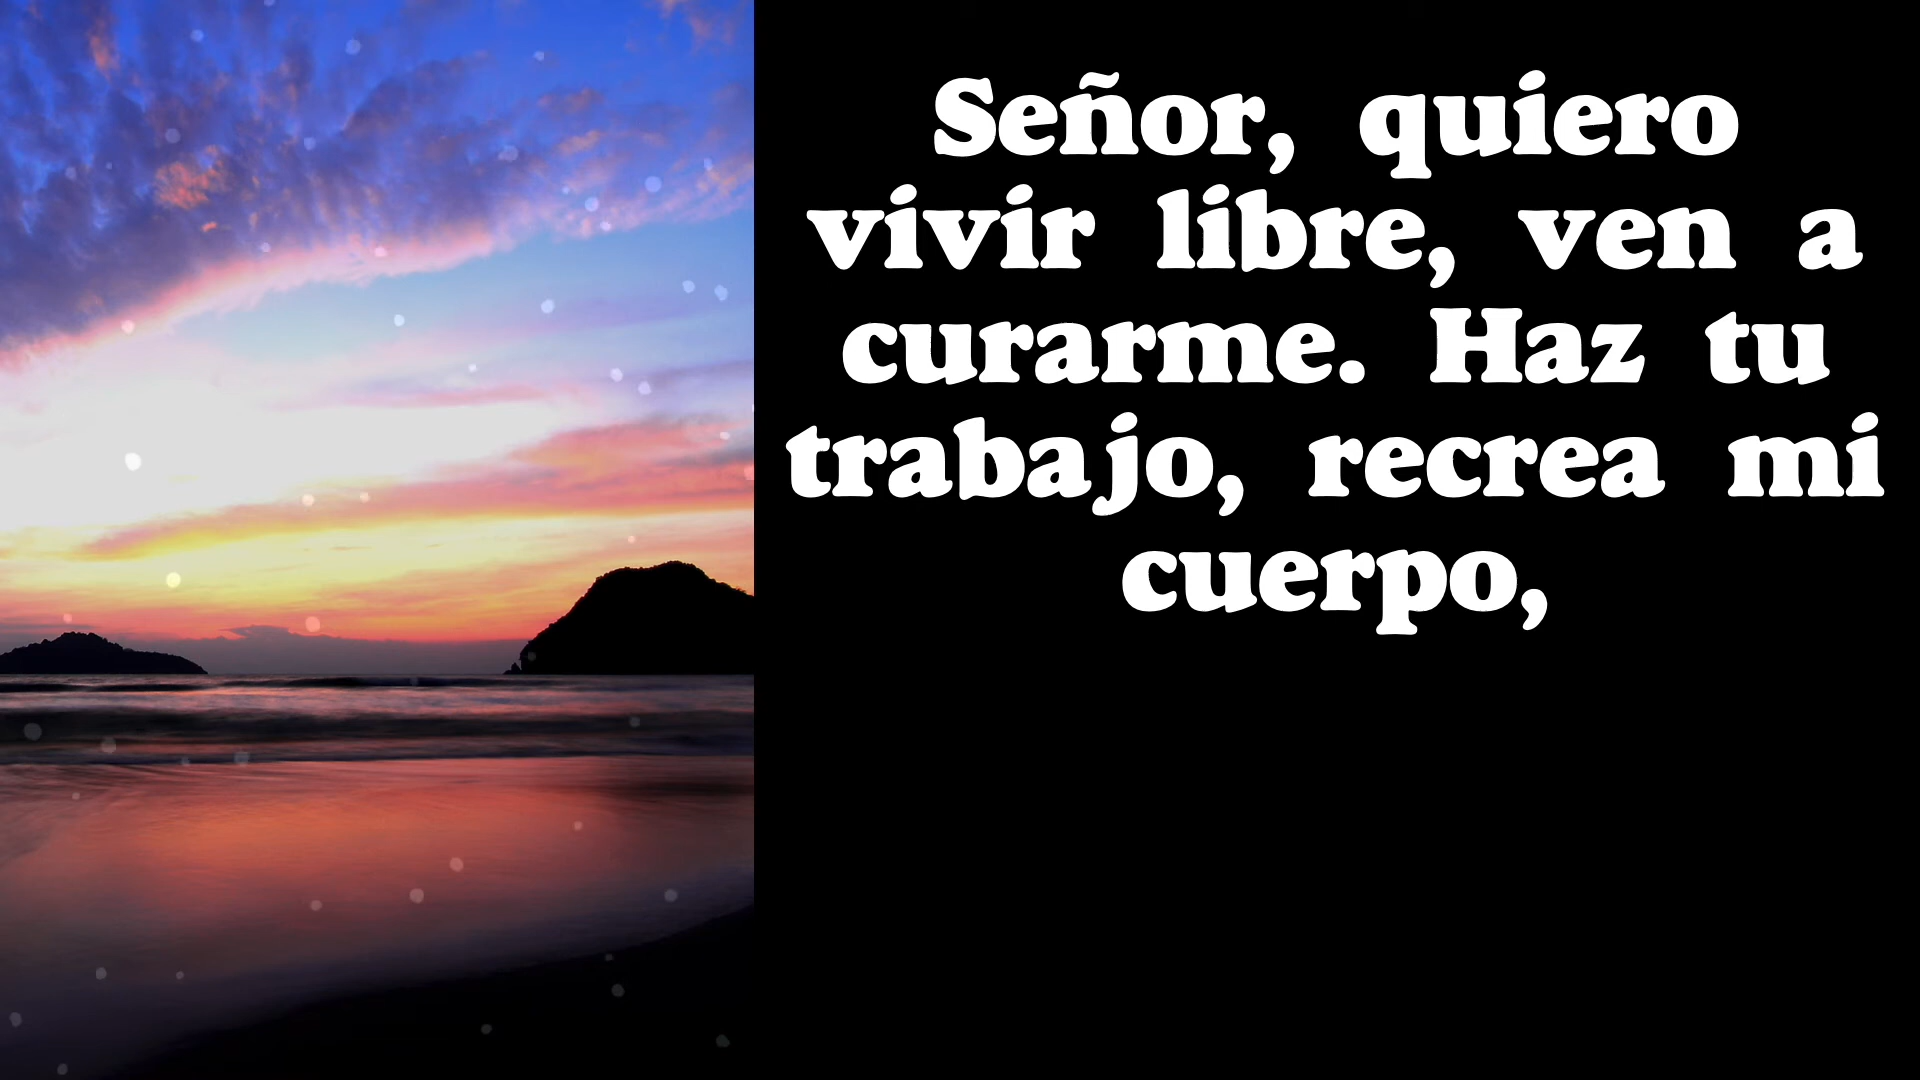 Señor, quiero
vivir libre, ven a
curarme. Haz tu
trabajo, recrea mi
cuerpo,